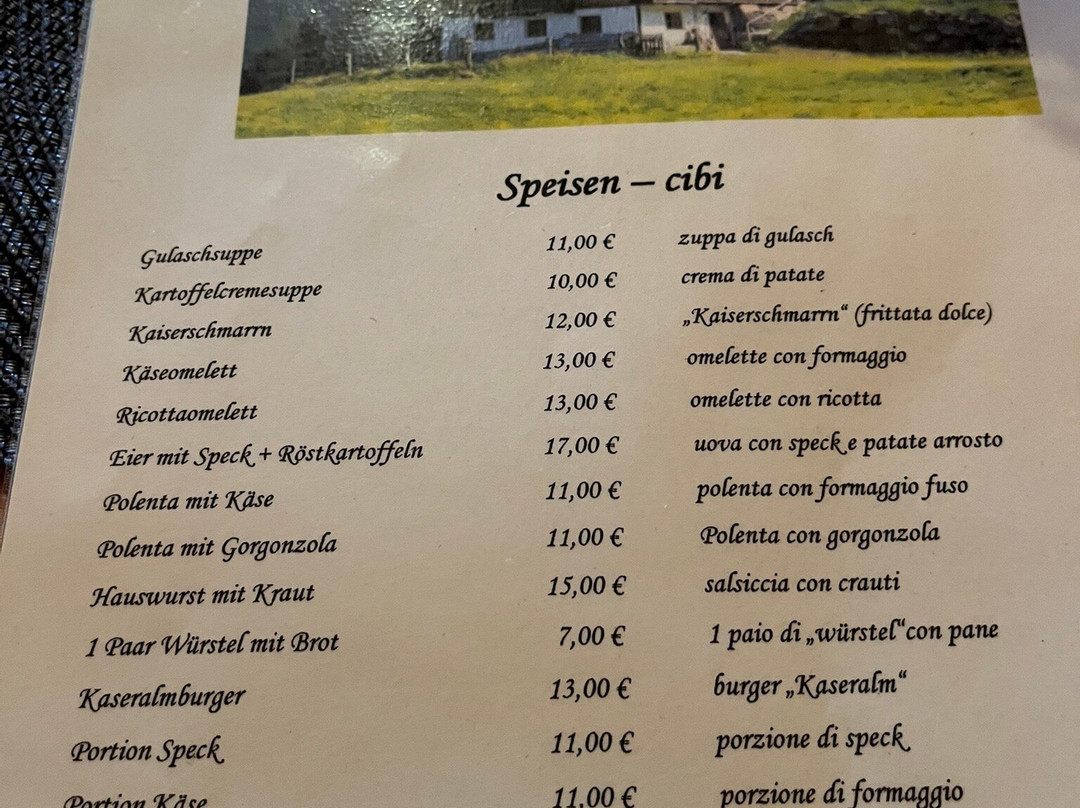 Speisen – cibi
Gulaschsuppe 11,00 € zuppa di gulasch
Kartoffelcremesuppe 10,00 € crema di patate
Kaiserschmarrn 12,00 € „Kaiserschmarrn“ (frittata dolce)
Käseomelett 13,00 € omelette con formaggio
Ricottaomelett 13,00 € omelette con ricotta
Eier mit Speck + Röstkartoffeln 17,00 € uova con speck e patate arrosto
Polenta mit Käse 11,00 € polenta con formaggio fuso
Polenta mit Gorgonzola 11,00 € Polenta con gorgonzola
Hauswurst mit Kraut 15,00 € salsiccia con crauti
1 Paar Würstel mit Brot 7,00 € 1 paio di „würstel“con pane
Kaseralmburger 13,00 € burger „Kaseralm“
Portion Speck 11,00 € porzione di speck
Portion Käse 11,00 € porzione di formaggio